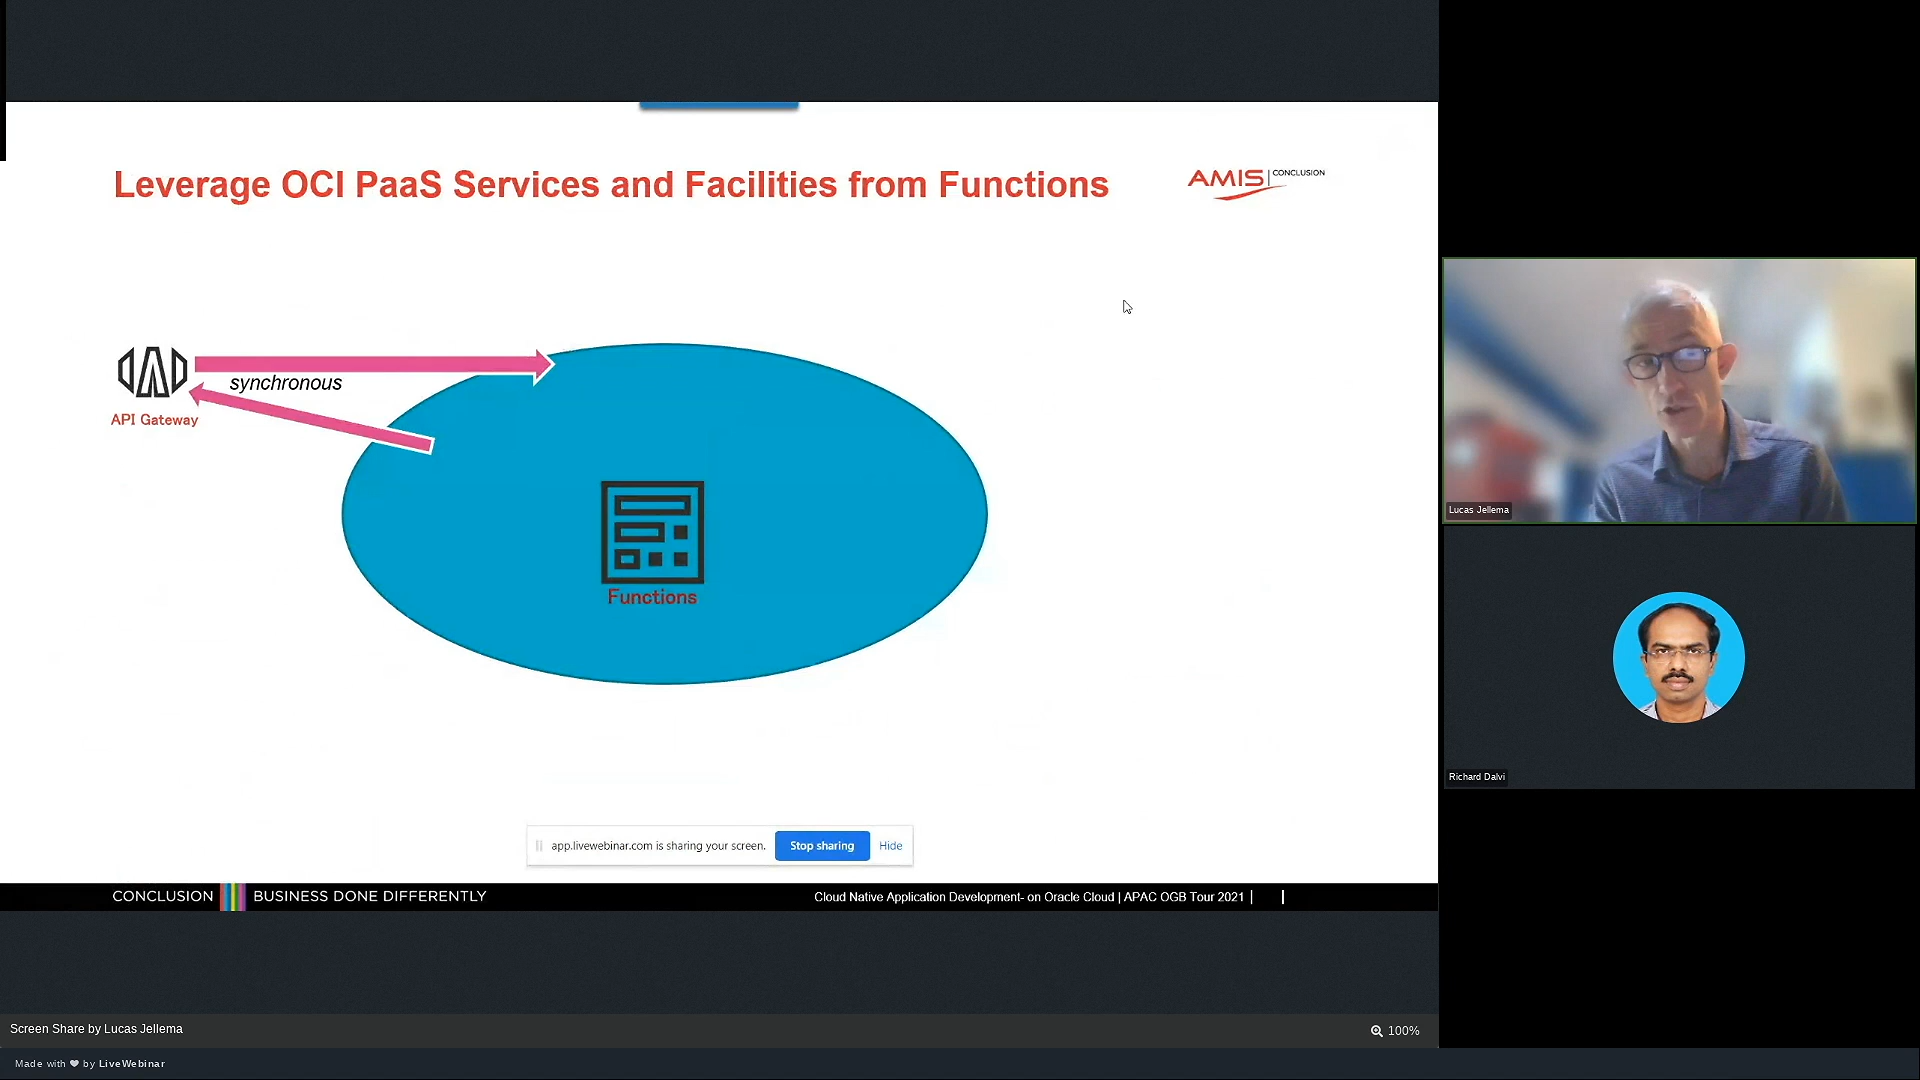 Leverage OCI PaaS Services and Facilities from Functions
AMIS CONCLUSION
synchronous
API Gateway
Functions
Lucas Jellema
Richard Dalvi
app.livewebinar.com is sharing your screen. Stop sharing Hide
CONCLUSION BUSINESS DONE DIFFERENTLY
Cloud Native Application Development- on Oracle Cloud | APAC OGB Tour 2021 |
Screen Share by Lucas Jellema
100%
Made with ❤ by LiveWebinar